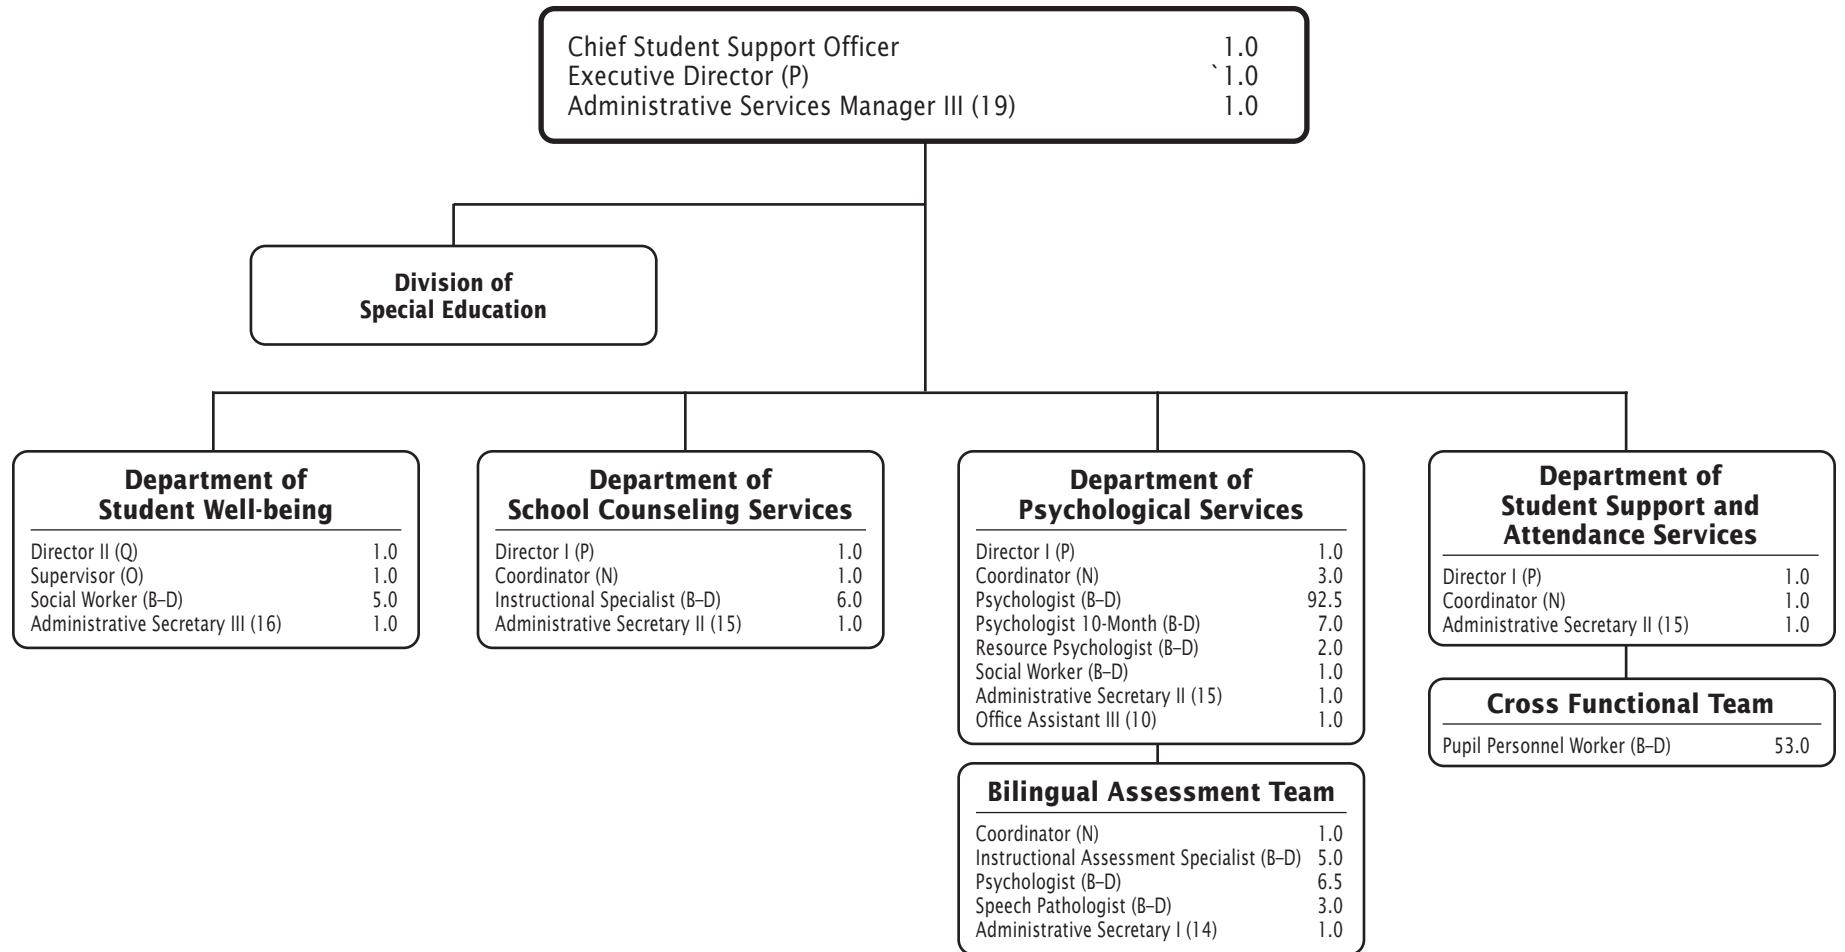 Chief Student Support Officer 1.0
Executive Director (P) `1.0
Administrative Services Manager III (19) 1.0
Division of
Special Education
Department of
Student Well-being
Director II (Q) 1.0
Supervisor (O) 1.0
Social Worker (B–D) 5.0
Administrative Secretary III (16) 1.0
Department of
School Counseling Services
Director I (P) 1.0
Coordinator (N) 1.0
Instructional Specialist (B–D) 6.0
Administrative Secretary II (15) 1.0
Department of
Psychological Services
Director I (P) 1.0
Coordinator (N) 3.0
Psychologist (B–D) 92.5
Psychologist 10-Month (B-D) 7.0
Resource Psychologist (B–D) 2.0
Social Worker (B–D) 1.0
Administrative Secretary II (15) 1.0
Office Assistant III (10) 1.0
Bilingual Assessment Team
Coordinator (N) 1.0
Instructional Assessment Specialist (B–D) 5.0
Psychologist (B–D) 6.5
Speech Pathologist (B–D) 3.0
Administrative Secretary I (14) 1.0
Department of
Student Support and
Attendance Services
Director I (P) 1.0
Coordinator (N) 1.0
Administrative Secretary II (15) 1.0
Cross Functional Team
Pupil Personnel Worker (B–D) 53.0